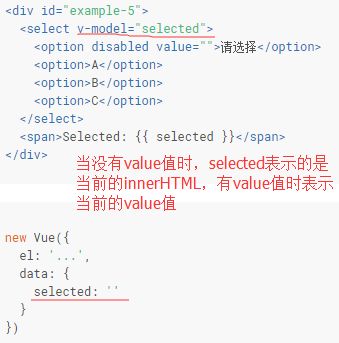 <div id="example-5">
  <select v-model="selected">
    <option disabled value="">请选择</option>
    <option>A</option>
    <option>B</option>
    <option>C</option>
  </select>
  <span>Selected: {{ selected }}</span>
</div>
当没有value值时，selected表示的是
当前的innerHTML，有value值时表示
当前的value值
new Vue({
  el: '...',
  data: {
    selected: ''
  }
})